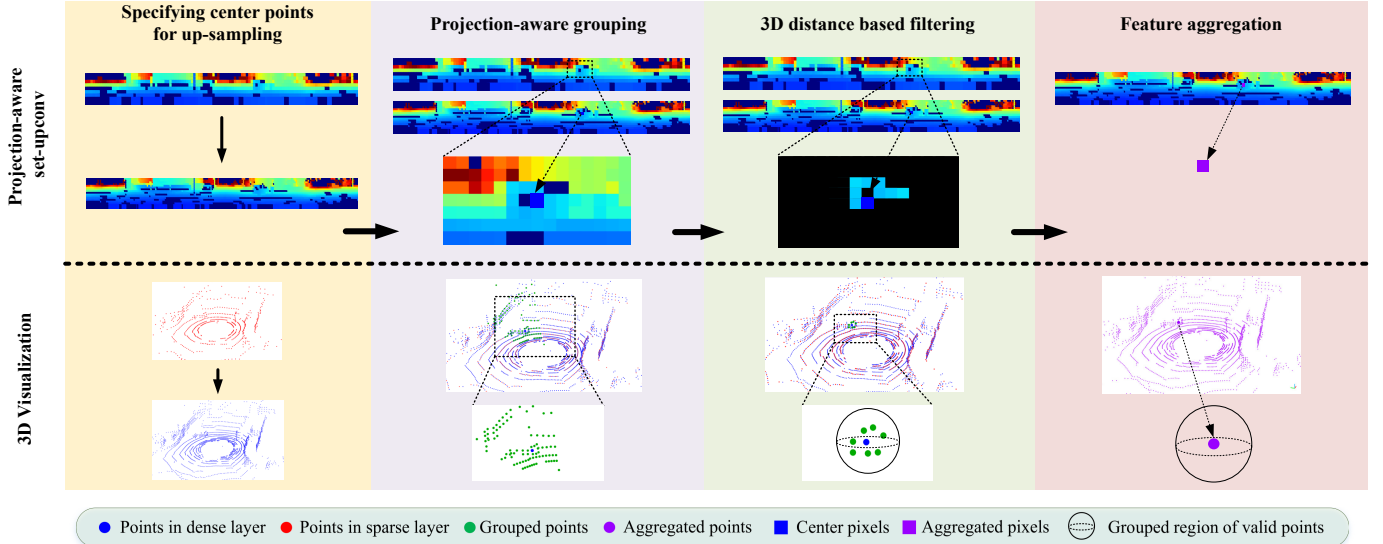 Specifying center points
for up-sampling
Projection-aware grouping
3D distance based filtering
Feature aggregation
Projection-aware
set-upconv
3D Visualization
Points in dense layer
Points in sparse layer
Grouped points
Aggregated points
Center pixels
Aggregated pixels
Grouped region of valid points